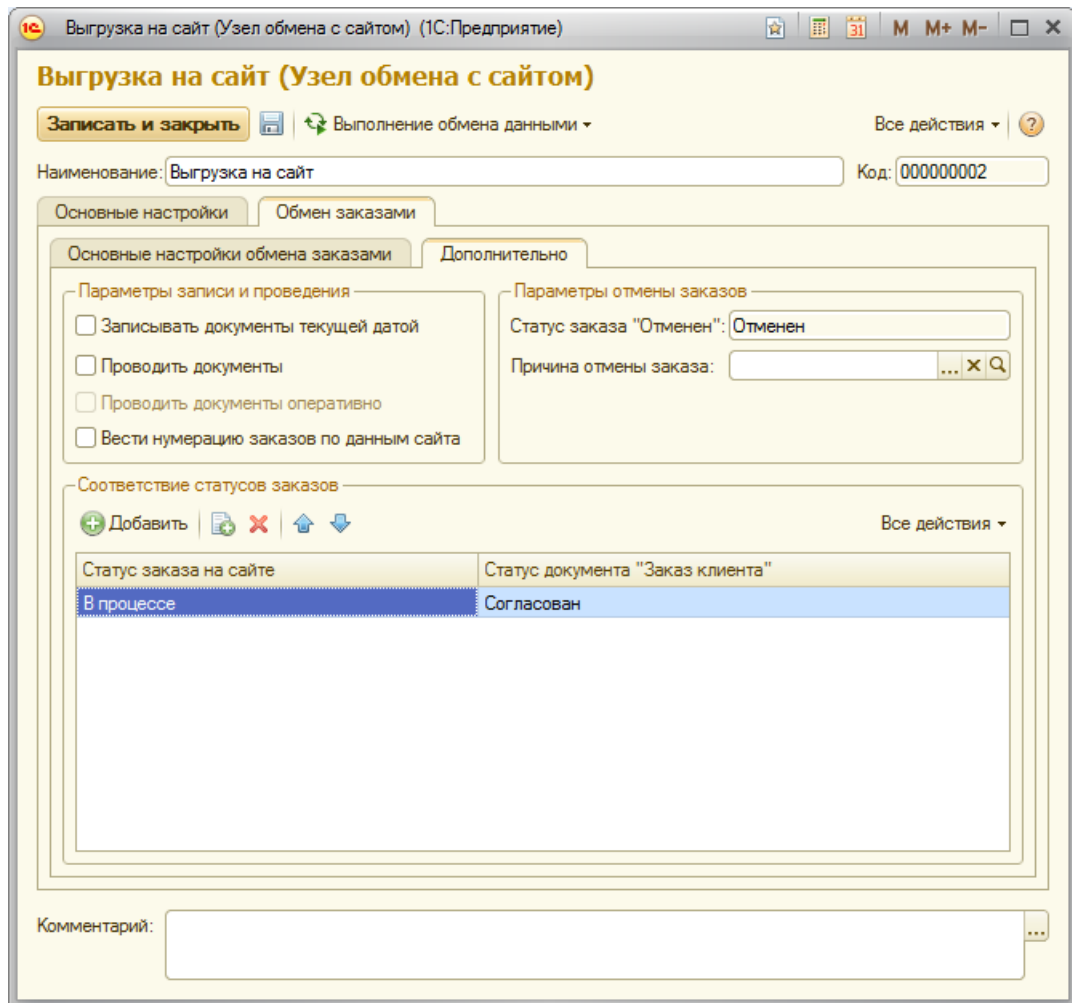 Выгрузка на сайт (Узел обмена с сайтом) (1С:Предприятие) 31 M M+ M-
Выгрузка на сайт (Узел обмена с сайтом)
Записать и закрыть Выполнение обмена данными Все действия ?
Наименование: Выгрузка на сайт Код: 000000002
Основные настройки Обмен заказами
Основные настройки обмена заказами Дополнительно
Параметры записи и проведения Параметры отмены заказов
Записывать документы текущей датой Статус заказа "Отменен": Отменен
Проводить документы Причина отмены заказа: ...
Проводить документы оперативно
Вести нумерацию заказов по данным сайта
Соответствие статусов заказов
Добавить Все действия
Статус заказа на сайте Статус документа "Заказ клиента"
В процессе Согласован
Комментарий: ...